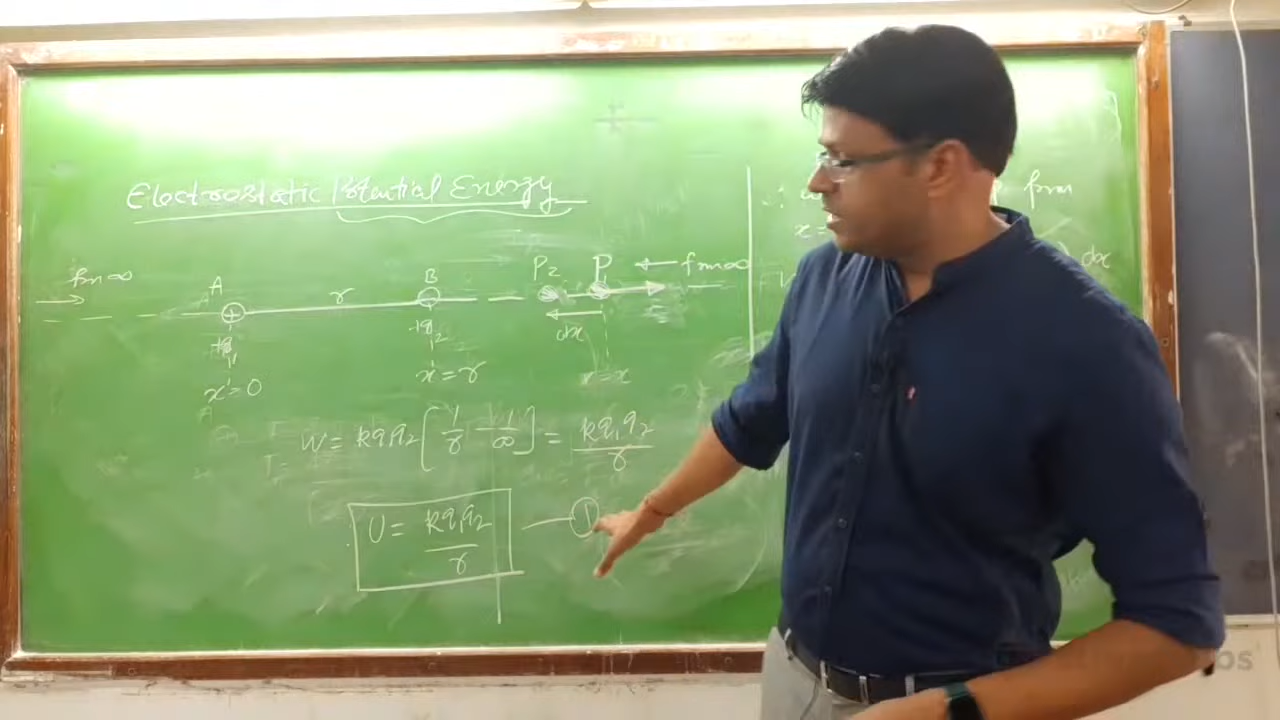 Electrostatic Potential Energy
from ∞
A
r
B
P2
P
← from ∞
+q1
+q2
dx
x=0
x=r
x=x
W = kq1q2 [1/r - 1/∞] = kq1q2/r
U = kq1q2/r — ①
∴
from
x=
dx